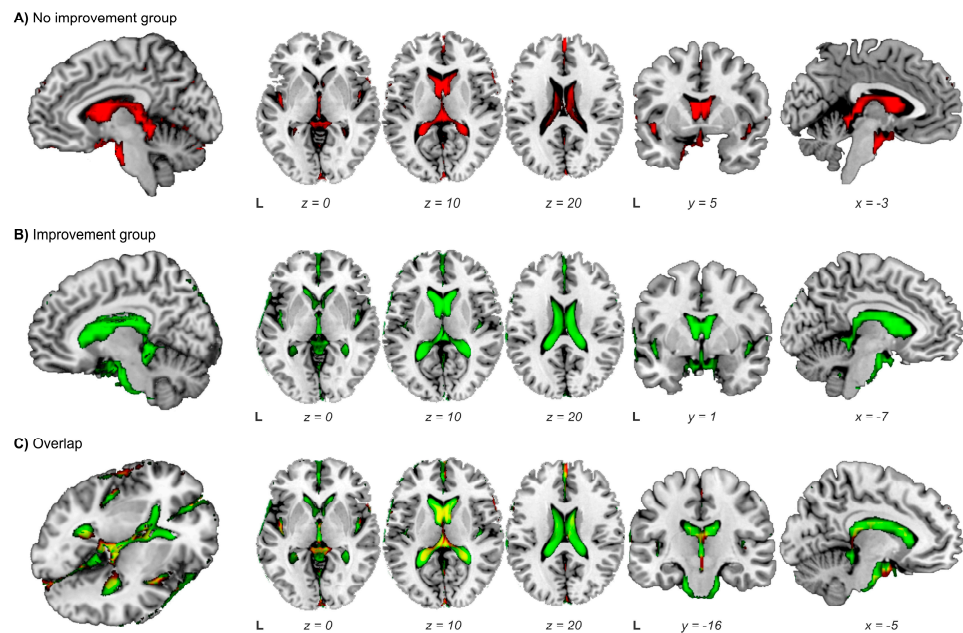 A) No improvement group
L z = 0 z = 10 z = 20 L y = 5 x = -3
B) Improvement group
L z = 0 z = 10 z = 20 L y = 1 x = -7
C) Overlap
L z = 0 z = 10 z = 20 L y = -16 x = -5